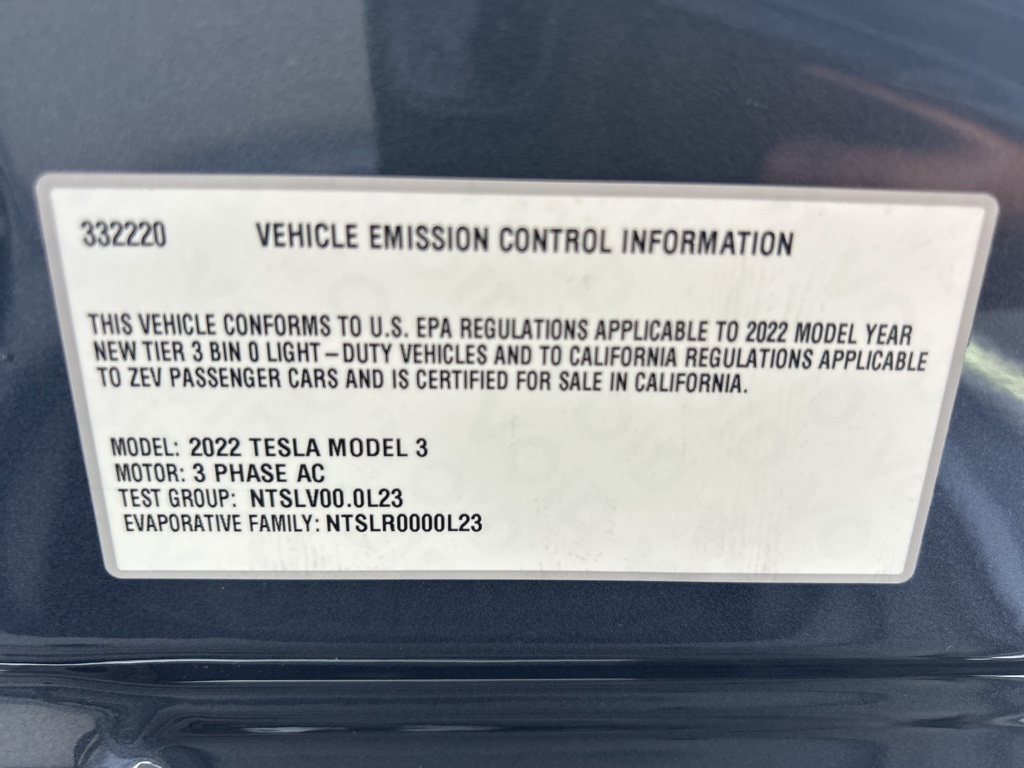 332220 VEHICLE EMISSION CONTROL INFORMATION
THIS VEHICLE CONFORMS TO U.S. EPA REGULATIONS APPLICABLE TO 2022 MODEL YEAR
NEW TIER 3 BIN 0 LIGHT-DUTY VEHICLES AND TO CALIFORNIA REGULATIONS APPLICABLE
TO ZEV PASSENGER CARS AND IS CERTIFIED FOR SALE IN CALIFORNIA.
MODEL: 2022 TESLA MODEL 3
MOTOR: 3 PHASE AC
TEST GROUP: NTSLV00.0L23
EVAPORATIVE FAMILY: NTSLR0000L23